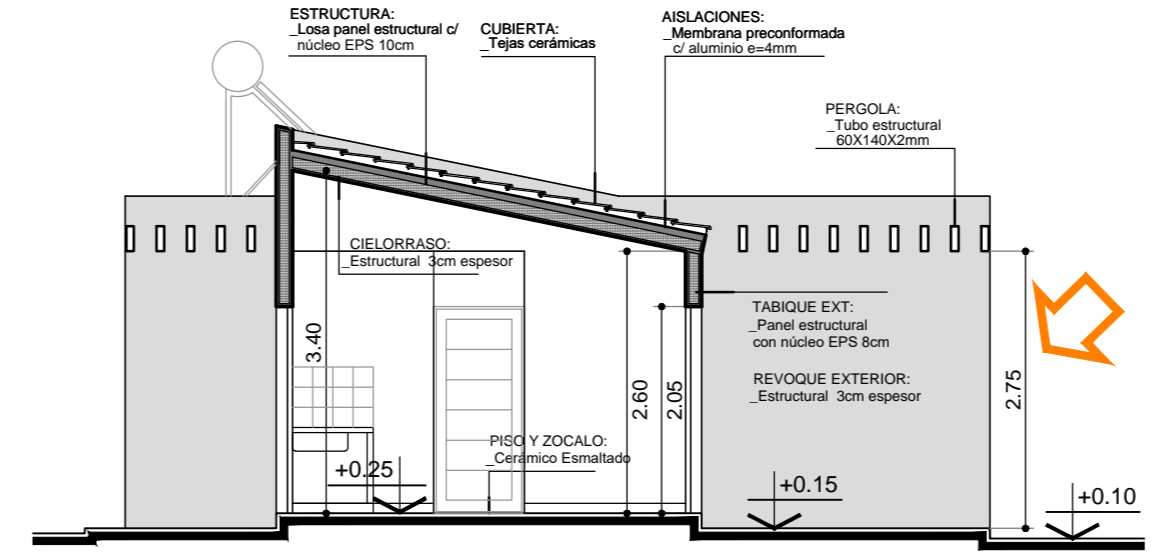 ESTRUCTURA:
_Losa panel estructural c/
núcleo EPS 10cm
CUBIERTA:
_Tejas cerámicas
AISLACIONES:
_Membrana preconformada
c/ aluminio e=4mm
PERGOLA:
_Tubo estructural
60X140X2mm
CIELORRASO:
_Estructural 3cm espesor
TABIQUE EXT:
_Panel estructural
con núcleo EPS 8cm
REVOQUE EXTERIOR:
_Estructural 3cm espesor
3.40
2.60
2.05
2.75
PISO Y ZOCALO:
_Cerámico Esmaltado
+0.25
+0.15
+0.10